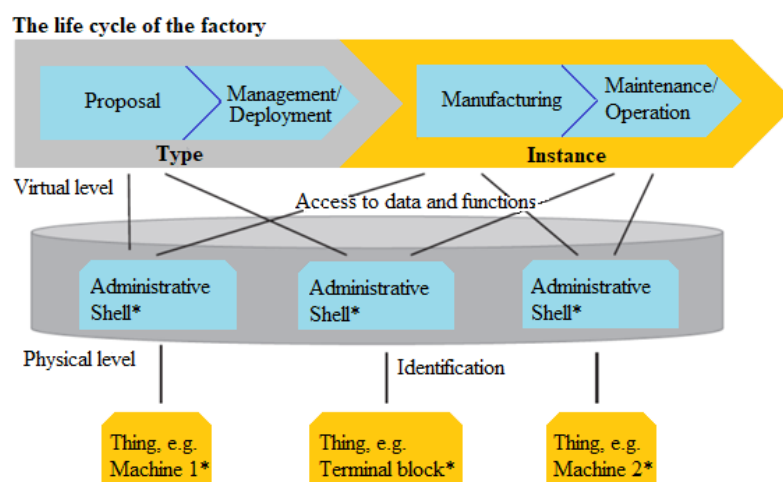 The life cycle of the factory
Proposal
Management/
Deployment
Manufacturing
Maintenance/
Operation
Type
Instance
Virtual level
Access to data and functions
Administrative
Shell*
Administrative
Shell*
Administrative
Shell*
Physical level
Identification
Thing, e.g.
Machine 1*
Thing, e.g.
Terminal block*
Thing, e.g.
Machine 2*